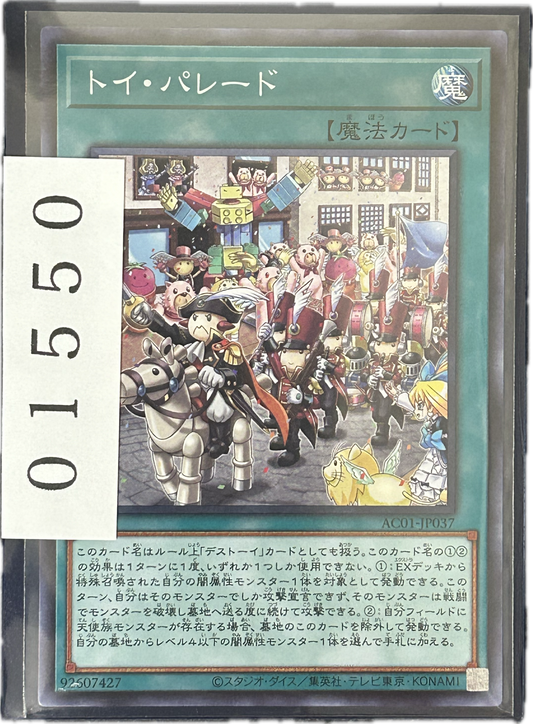 トイ・パレード
魔
【魔法カード】
01550
AC01-JP037
このカード名はルール上「デストーイ」カードとしても扱う。このカード名の①②
の効果は1ターンに1度、いずれか1つしか使用できない。①：EXデッキから
特殊召喚された自分の闇属性モンスター1体を対象として発動できる。この
ターン、自分はそのモンスターでしか攻撃宣言できず、そのモンスターは戦闘
でモンスターを破壊し墓地へ送る度に続けて攻撃できる。②：自分フィールドに
天使族モンスターが存在する場合、墓地のこのカードを除外して発動できる。
自分の墓地からレベル4以下の闇属性モンスター1体を選んで手札に加える。
92607427
©スタジオ・ダイス／集英社・テレビ東京・KONAMI